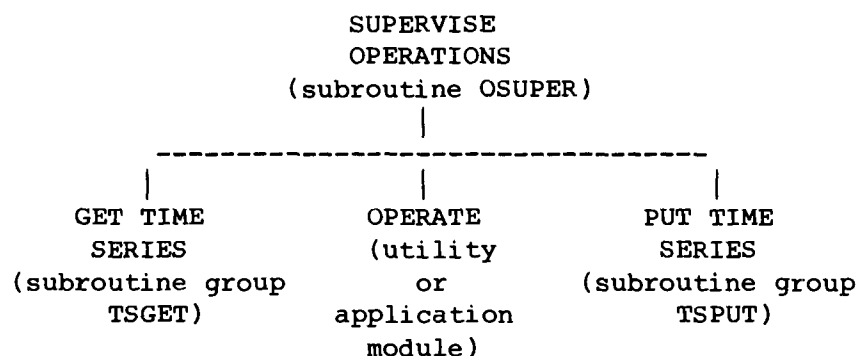 SUPERVISE
OPERATIONS
(subroutine OSUPER)
GET TIME
SERIES
(subroutine group
TSGET)
OPERATE
(utility
or
application
module)
PUT TIME
SERIES
(subroutine group
TSPUT)